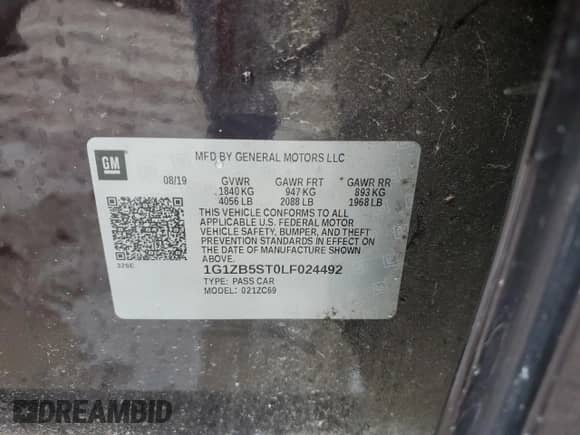 GM
MFD BY GENERAL MOTORS LLC
08/19 GVWR GAWR FRT GAWR RR
1840 KG 947 KG 893 KG
4056 LB 2088 LB 1968 LB
THIS VEHICLE CONFORMS TO ALL
APPLICABLE U.S. FEDERAL MOTOR
VEHICLE SAFETY, BUMPER, AND THEFT
PREVENTION STANDARDS IN EFFECT ON
THE DATE OF MANUFACTURE SHOWN
ABOVE.
32SC
1G1ZB5ST0LF024492
TYPE: PASS CAR
MODEL: 021ZC69
DREAMBID